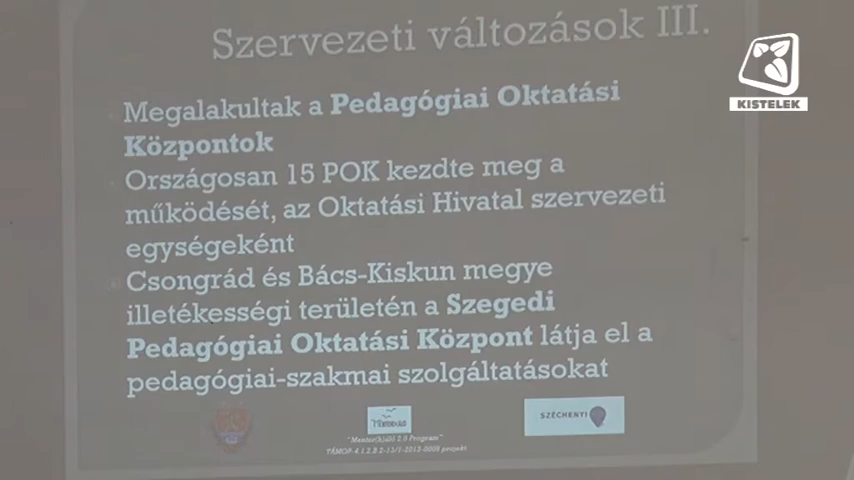 Szervezeti változások III.
KISTELEK
Megalakultak a Pedagógiai Oktatási
Központok
Országosan 15 POK kezdte meg a
működését, az Oktatási Hivatal szervezeti
egységeként
Csongrád és Bács-Kiskun megye
illetékességi területén a Szegedi
Pedagógiai Oktatási Központ látja el a
pedagógiai-szakmai szolgáltatásokat
SZÉCHENYI
2.0 Program"
TÁMOP-4.1.2.B.2-13/1-2013-0008 projekt